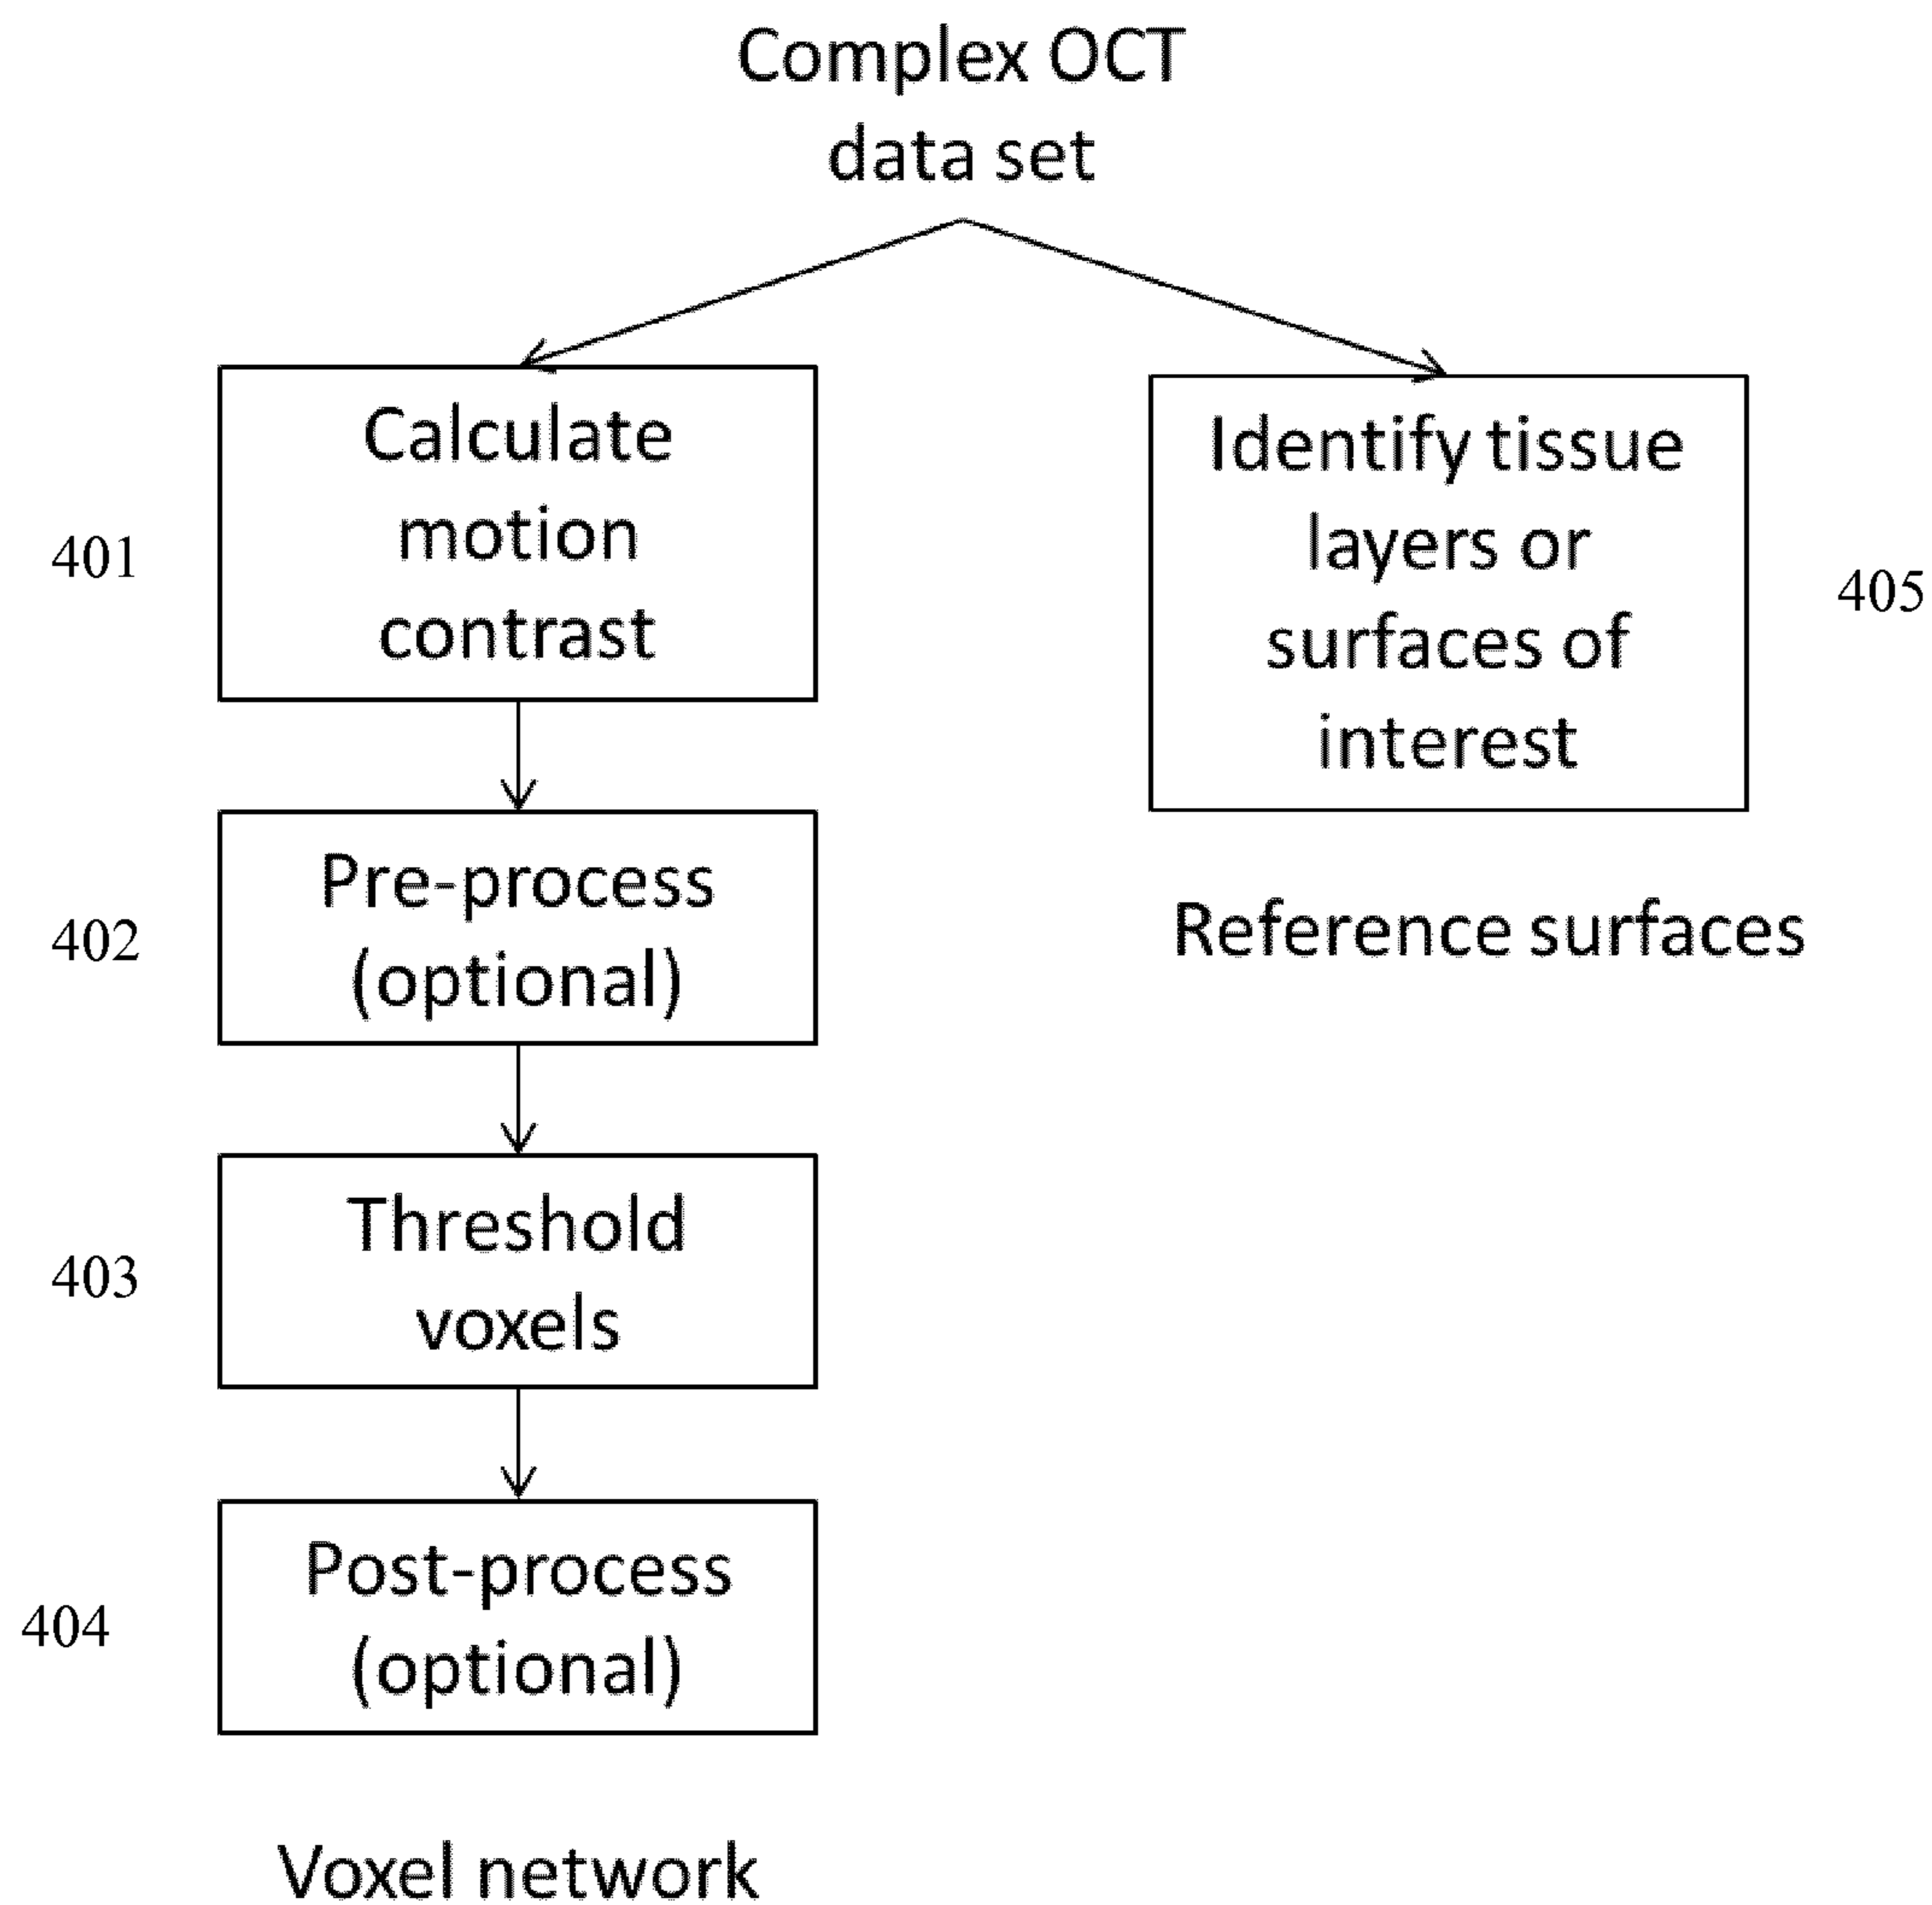 Complex OCT
data set
401
Calculate
motion
contrast
402
Pre-process
(optional)
403
Threshold
voxels
404
Post-process
(optional)
Voxel network
Identify tissue
layers or
surfaces of
interest
405
Reference surfaces